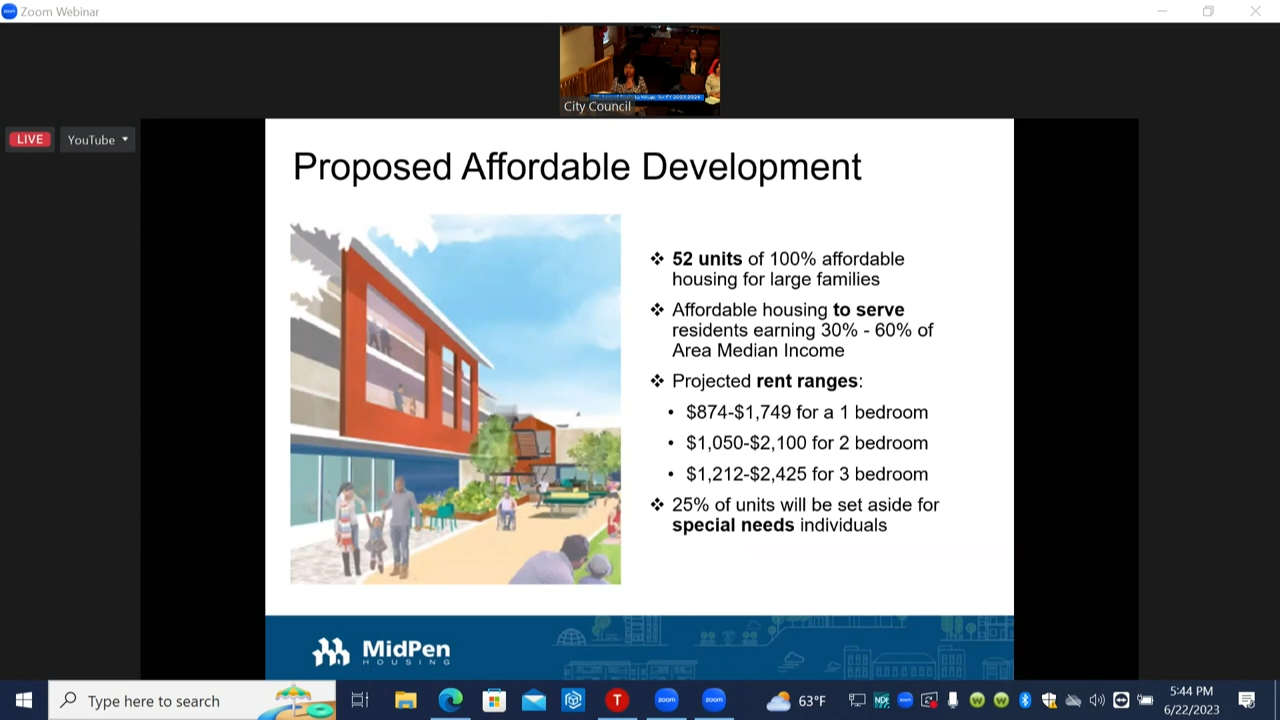 Zoom Webinar
City Council
LIVE
YouTube
Proposed Affordable Development
❖ 52 units of 100% affordable
housing for large families
❖ Affordable housing to serve
residents earning 30% - 60% of
Area Median Income
❖ Projected rent ranges:
• $874-$1,749 for a 1 bedroom
• $1,050-$2,100 for 2 bedroom
• $1,212-$2,425 for 3 bedroom
❖ 25% of units will be set aside for
special needs individuals
MidPen
HOUSING
Type here to search
63°F
5:44 PM
6/22/2023